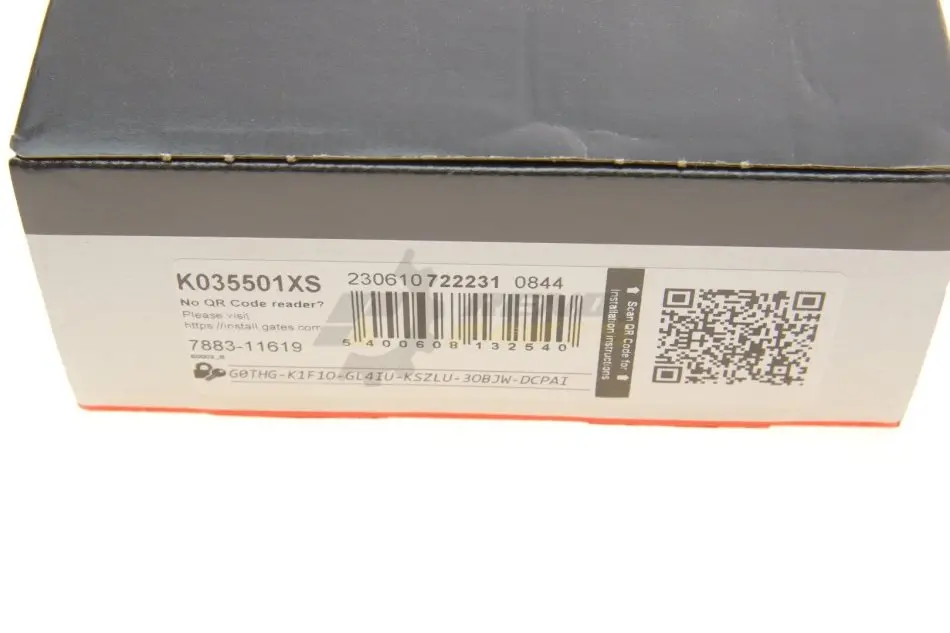 K035501XS
230610722231 0844
No QR Code reader?
Please visit
https://install.gates.com
7883-11619
5 400608 132540
G0THG-K1F1O-GL4IU-KSZLU-3OBJW-DCPAI
Scan QR Code for
installation instructions